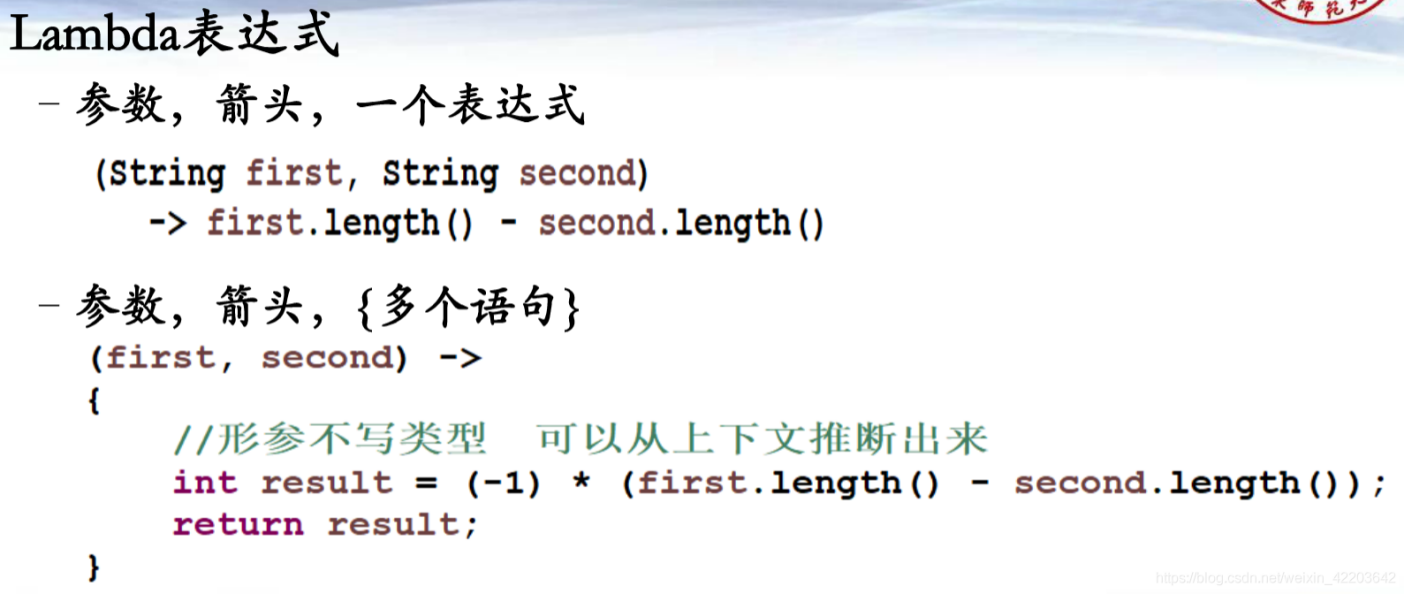 Lambda表达式
– 参数，箭头，一个表达式
(String first, String second)
-> first.length() - second.length()
– 参数，箭头，{多个语句}
(first, second) ->
{
//形参不写类型 可以从上下文推断出来
int result = (-1) * (first.length() - second.length());
return result;
}
https://blog.csdn.net/weixin_42203642